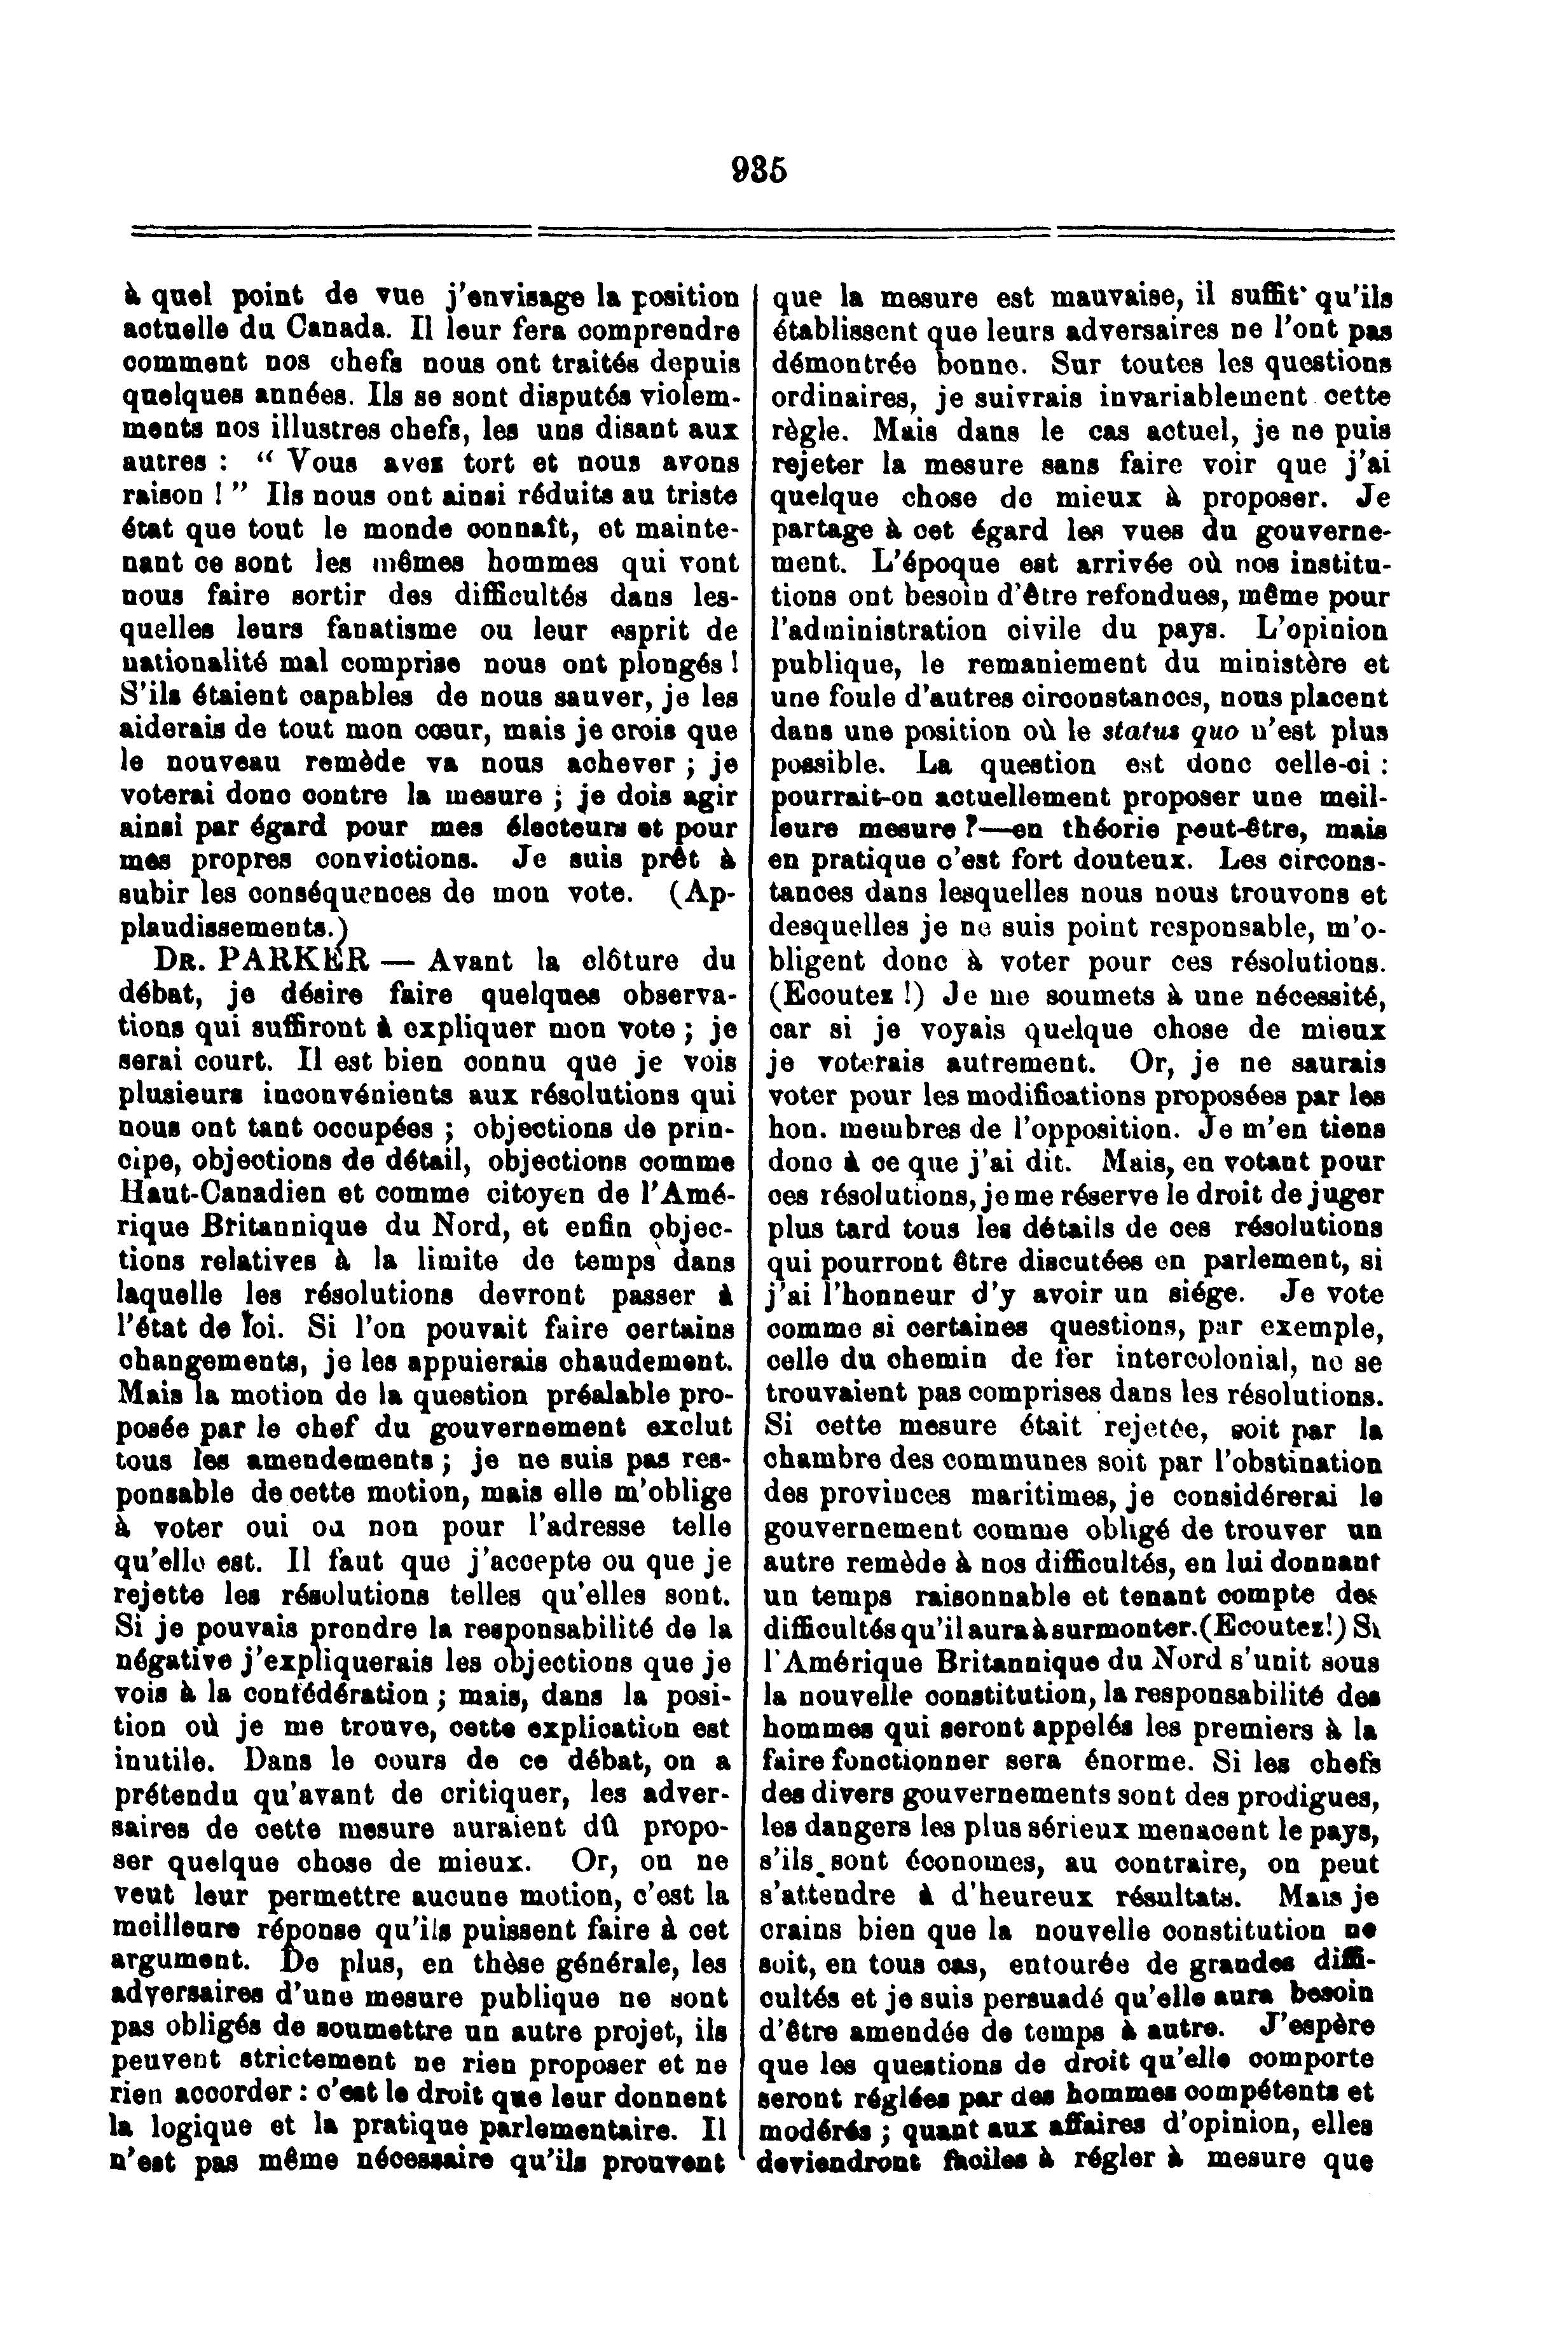 935
à quel point de vue j'envisage la position
actuelle du Canada. Il leur fera comprendre
comment nos chefs nous ont traités depuis
quelques années. Ils se sont disputés violem-
ments nos illustres chefs, les uns disant aux
autres : “ Vous avez tort et nous avons
raison ! ” Ils nous ont ainsi réduits au triste
état que tout le monde connaît, et mainte-
nant ce sont les mêmes hommes qui vont
nous faire sortir des difficultés dans les-
quelles leurs fanatisme ou leur esprit de
nationalité mal comprise nous ont plongés !
S'ils étaient capables de nous sauver, je les
aiderais de tout mon cœur, mais je crois que
le nouveau remède va nous achever ; je
voterai donc contre la mesure ; je dois agir
ainsi par égard pour mes électeurs et pour
mes propres convictions. Je suis prêt à
subir les conséquences de mon vote. (Ap-
plaudissements.)
DR. PARKER — Avant la clôture du
débat, je désire faire quelques observa-
tions qui suffiront à expliquer mon vote ; je
serai court. Il est bien connu que je vois
plusieurs inconvénients aux résolutions qui
nous ont tant occupées ; objections de prin-
cipe, objections de détail, objections comme
Haut-Canadien et comme citoyen de l'Amé-
rique Britannique du Nord, et enfin objec-
tions relatives à la limite de temps dans
laquelle les résolutions devront passer à
l'état de loi. Si l'on pouvait faire certains
changements, je les appuierais chaudement.
Mais la motion de la question préalable pro-
posée par le chef du gouvernement exclut
tous les amendements ; je ne suis pas res-
ponsable de cette motion, mais elle m'oblige
à voter oui ou non pour l'adresse telle
qu'elle est. Il faut que j'accepte ou que je
rejette les résolutions telles qu'elles sont.
Si je pouvais prendre la responsabilité de la
négative j'expliquerais les objections que je
vois à la confédération ; mais, dans la posi-
tion où je me trouve, cette explication est
inutile. Dans le cours de ce débat, on a
prétendu qu'avant de critiquer, les adver-
saires de cette mesure auraient dû propo-
ser quelque chose de mieux. Or, on ne
veut leur permettre aucune motion, c'est la
meilleure réponse qu'ils puissent faire à cet
argument. De plus, en thèse générale, les
adversaires d'une mesure publique ne sont
pas obligés de soumettre un autre projet, ils
peuvent strictement ne rien proposer et ne
rien accorder : c'est le droit que leur donnent
la logique et la pratique parlementaire. Il
n'est pas même nécessaire qu'ils prouvent
que la mesure est mauvaise, il suffit qu'ils
établissent que leurs adversaires ne l'ont pas
démontrée bonne. Sur toutes les questions
ordinaires, je suivrais invariablement cette
règle. Mais dans le cas actuel, je ne puis
rejeter la mesure sans faire voir que j'ai
quelque chose de mieux à proposer. Je
partage à cet égard les vues du gouverne-
ment. L'époque est arrivée où nos institu-
tions ont besoin d'être refondues, même pour
l'administration civile du pays. L'opinion
publique, le remaniement du ministère et
une foule d'autres circonstances, nous placent
dans une position où le status quo n'est plus
possible. La question est donc celle-ci :
pourrait-on actuellement proposer une meil-
leure mesure ?—en théorie peut-être, mais
en pratique c'est fort douteux. Les circons-
tances dans lesquelles nous nous trouvons et
desquelles je ne suis point responsable, m'o-
bligent donc à voter pour ces résolutions.
(Ecoutez !) Je me soumets à une nécessité,
car si je voyais quelque chose de mieux
je voterais autrement. Or, je ne saurais
voter pour les modifications proposées par les
hon. membres de l'opposition. Je m'en tiens
donc à ce que j'ai dit. Mais, en votant pour
ces résolutions, je me réserve le droit de juger
plus tard tous les détails de ces résolutions
qui pourront être discutées en parlement, si
j'ai l'honneur d'y avoir un siége. Je vote
comme si certaines questions, par exemple,
celle du chemin de fer intercolonial, ne se
trouvaient pas comprises dans les résolutions.
Si cette mesure était rejetée, soit par la
chambre des communes soit par l'obstination
des provinces maritimes, je considérerai le
gouvernement comme obligé de trouver un
autre remède à nos difficultés, en lui donnant
un temps raisonnable et tenant compte des
difficultés qu'il aura à surmonter. (Ecoutez!) Si
l'Amérique Britannique du Nord s'unit sous
la nouvelle constitution, la responsabilité des
hommes qui seront appelés les premiers à la
faire fonctionner sera énorme. Si les chefs
des divers gouvernements sont des prodigues,
les dangers les plus sérieux menacent le pays,
s'ils sont économes, au contraire, on peut
s'attendre à d'heureux résultats. Mais je
crains bien que la nouvelle constitution ne
soit, en tous cas, entourée de grandes diffi-
cultés et je suis persuadé qu'elle aura besoin
d'être amendée de temps à autre. J'espère
que les questions de droit qu'elle comporte
seront réglées par des hommes compétents et
modérés ; quant aux affaires d'opinion, elles
deviendront faciles à régler à mesure que